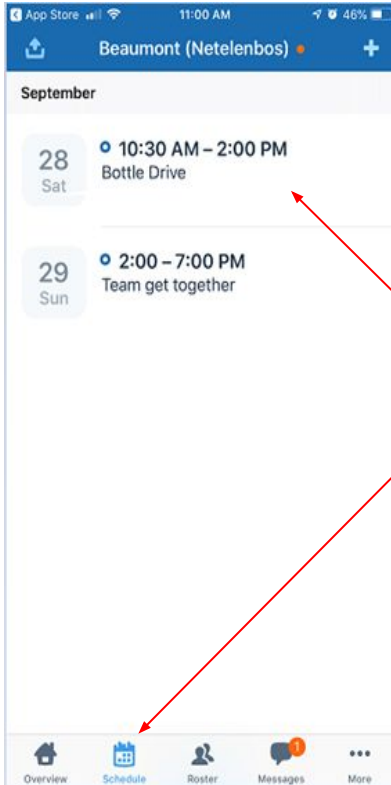 App Store 11:00 AM 46%
Beaumont (Netelenbos) +
September
28
Sat
10:30 AM – 2:00 PM
Bottle Drive
29
Sun
2:00 – 7:00 PM
Team get together
1
Overview Schedule Roster Messages More